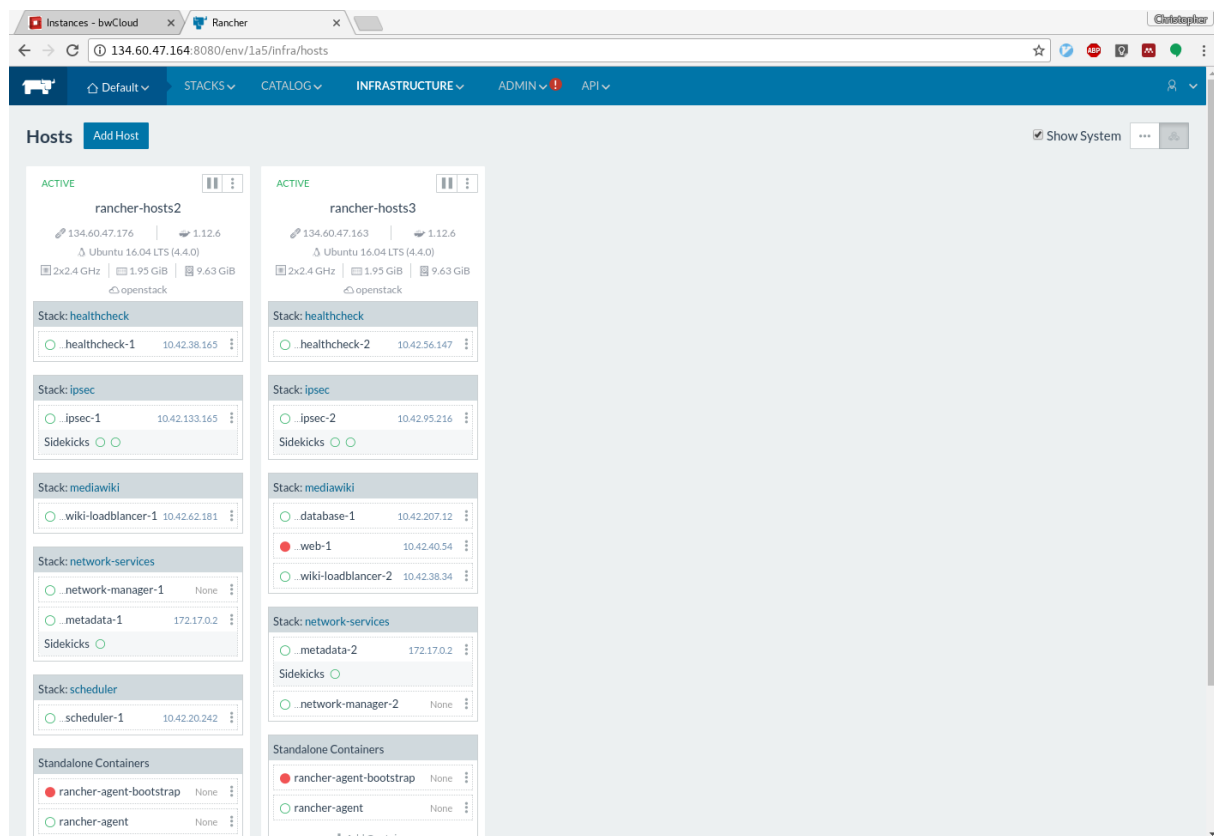 Instances - bwCloud
Rancher
Christopher
134.60.47.164:8080/env/1a5/infra/hosts
ABP
Default
STACKS
CATALOG
INFRASTRUCTURE
ADMIN
!
API
Hosts
Add Host
Show System
ACTIVE
rancher-hosts2
134.60.47.176
1.12.6
Ubuntu 16.04 LTS (4.4.0)
2x2.4 GHz
1.95 GiB
9.63 GiB
openstack
Stack: healthcheck
...healthcheck-1 10.42.38.165
Stack: ipsec
...ipsec-1 10.42.133.165
Sidekicks
Stack: mediawiki
...wiki-loadblancer-1 10.42.62.181
Stack: network-services
...network-manager-1 None
...metadata-1 172.17.0.2
Sidekicks
Stack: scheduler
...scheduler-1 10.42.20.242
Standalone Containers
rancher-agent-bootstrap None
rancher-agent None
ACTIVE
rancher-hosts3
134.60.47.163
1.12.6
Ubuntu 16.04 LTS (4.4.0)
2x2.4 GHz
1.95 GiB
9.63 GiB
openstack
Stack: healthcheck
...healthcheck-2 10.42.56.147
Stack: ipsec
...ipsec-2 10.42.95.216
Sidekicks
Stack: mediawiki
...database-1 10.42.207.12
...web-1 10.42.40.54
...wiki-loadblancer-2 10.42.38.34
Stack: network-services
...metadata-2 172.17.0.2
Sidekicks
...network-manager-2 None
Standalone Containers
rancher-agent-bootstrap None
rancher-agent None